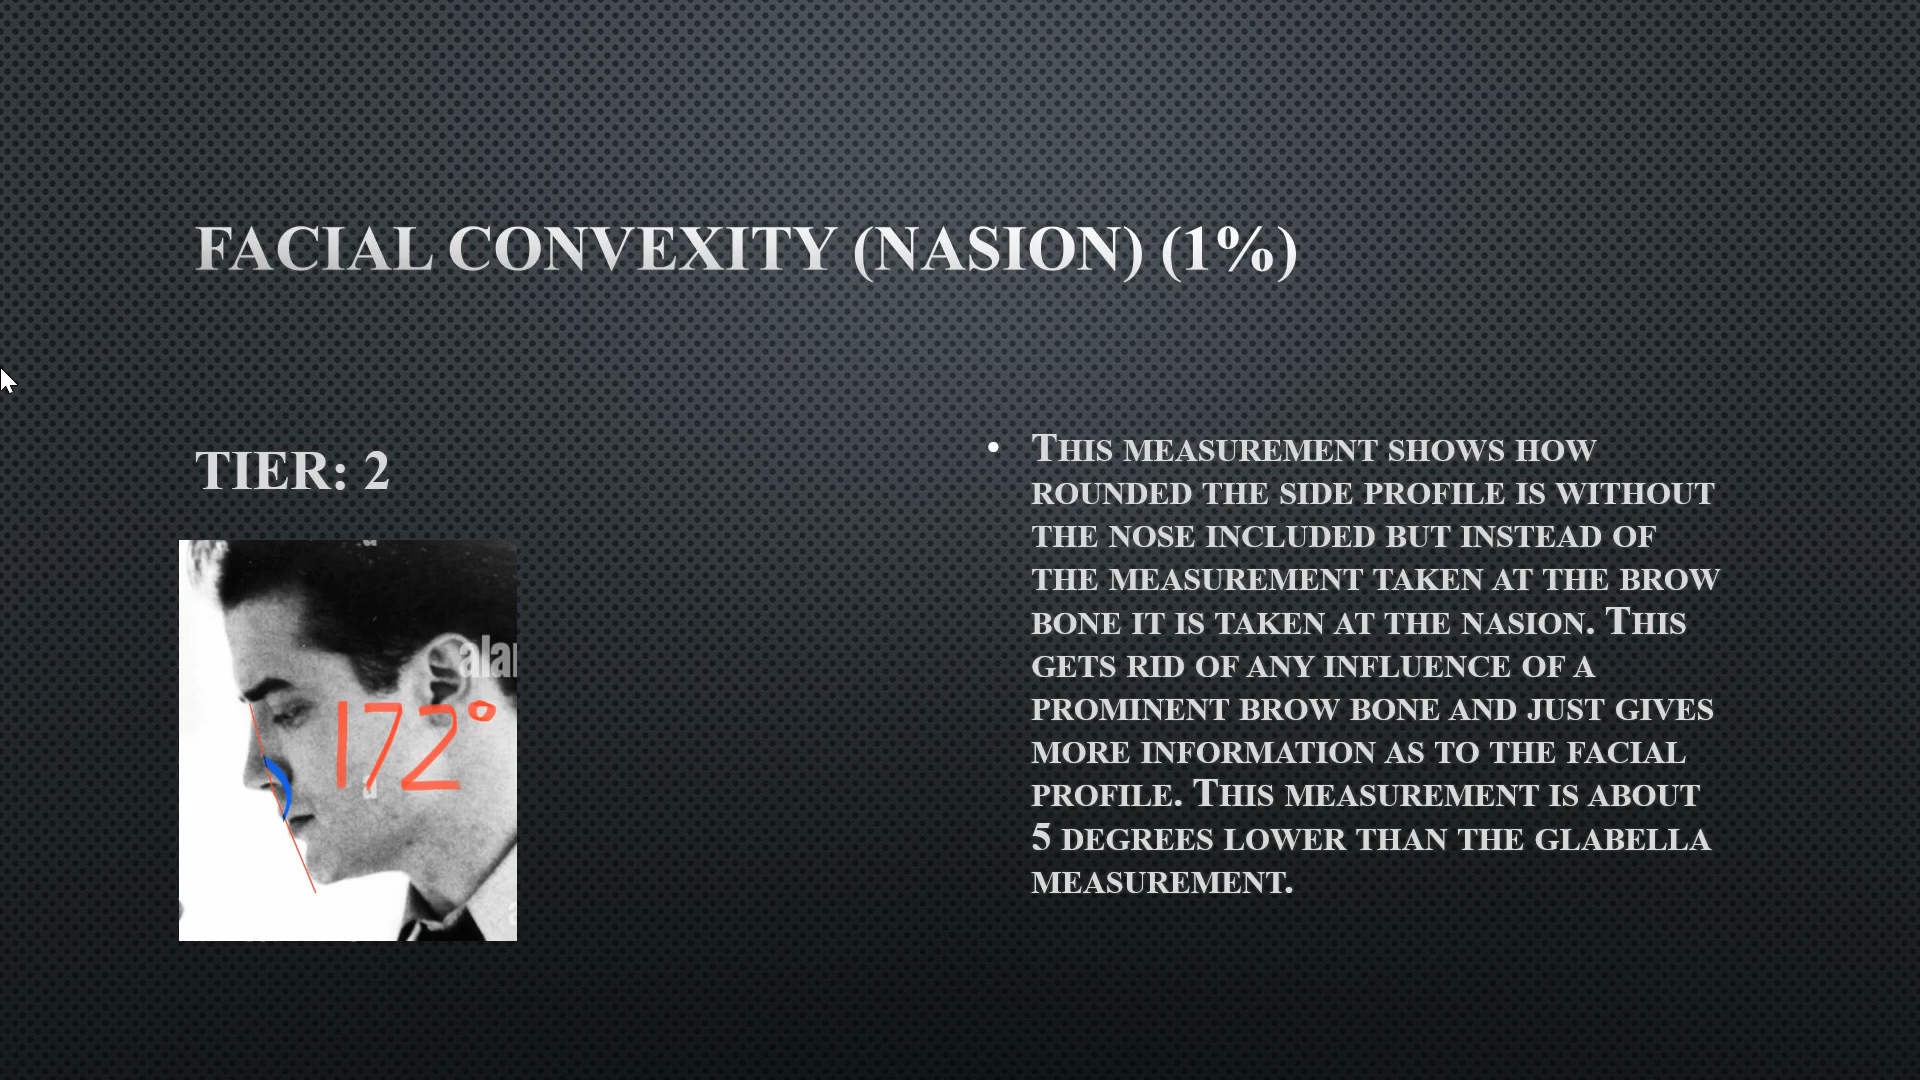 FACIAL CONVEXITY (NASION) (1%)
TIER: 2
172°
alar
a
• THIS MEASUREMENT SHOWS HOW
ROUNDED THE SIDE PROFILE IS WITHOUT
THE NOSE INCLUDED BUT INSTEAD OF
THE MEASUREMENT TAKEN AT THE BROW
BONE IT IS TAKEN AT THE NASION. THIS
GETS RID OF ANY INFLUENCE OF A
PROMINENT BROW BONE AND JUST GIVES
MORE INFORMATION AS TO THE FACIAL
PROFILE. THIS MEASUREMENT IS ABOUT
5 DEGREES LOWER THAN THE GLABELLA
MEASUREMENT.